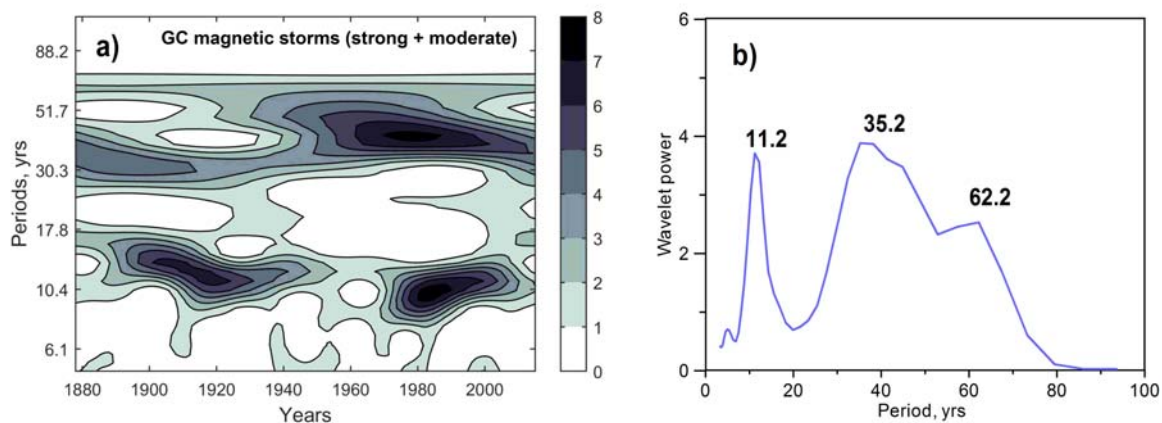 a)
GC magnetic storms (strong + moderate)
Periods, yrs
88.2
51.7
30.3
17.8
10.4
6.1
1880 1900 1920 1940 1960 1980 2000
Years
8
7
6
5
4
3
2
1
0
b)
Wavelet power
6
4
2
0
11.2
35.2
62.2
0 20 40 60 80 100
Period, yrs